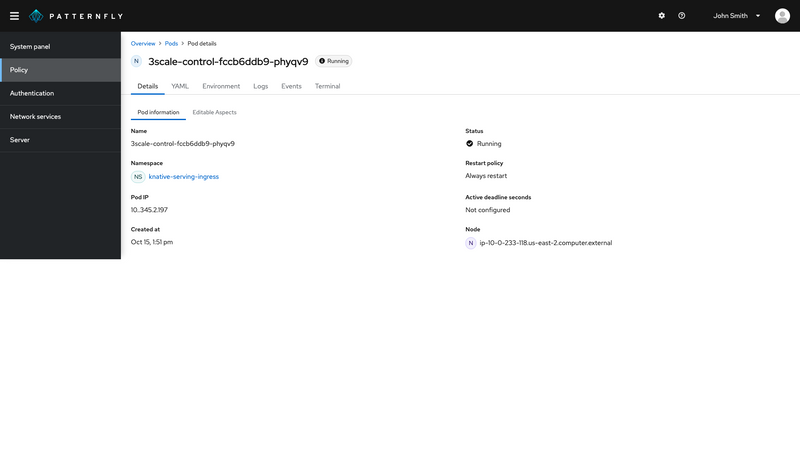 PATTERNFLY
John Smith
System panel
Policy
Authentication
Network services
Server
Overview > Pods > Pod details
N 3scale-control-fccb6ddb9-phyqv9 Running
Details YAML Environment Logs Events Terminal
Pod information Editable Aspects
Name
3scale-control-fccb6ddb9-phyqv9
Status
Running
Namespace
NS knative-serving-ingress
Restart policy
Always restart
Pod IP
10..345.2.197
Active deadline seconds
Not configured
Created at
Oct 15, 1:51 pm
Node
N ip-10-0-233-118.us-east-2.computer.external